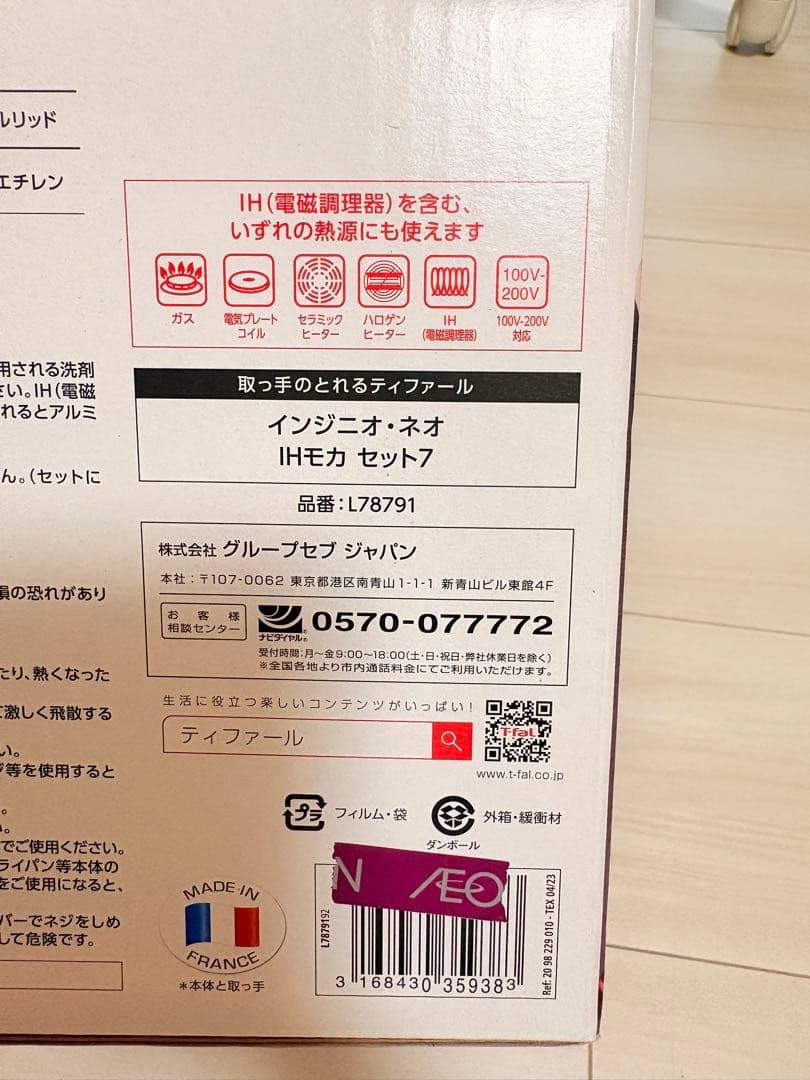 ルリッド
エチレン
IH(電磁調理器)を含む、
いずれの熱源にも使えます
ガス
電気プレート
コイル
セラミック
ヒーター
ハロゲン
ヒーター
IH
(電磁調理器)
100V-
200V
100V-200V
対応
用される洗剤
さい。IH(電磁
れるとアルミ
ん。(セットに
損の恐れがあり
たり、熱くなった
て激しく飛散する
い。
ジ等を使用すると
。
い。
でご使用ください。
ライパン等本体の
をご使用になると、
バーでネジをしめ
して危険です。
取っ手のとれるティファール
インジニオ・ネオ
IHモカ セット7
品番:L78791
株式会社 グループセブ ジャパン
本社:〒107-0062 東京都港区南青山1-1-1 新青山ビル東館4F
お客様
相談センター
ナビダイヤル®
0570-077772
受付時間:月〜金9:00〜18:00(土・日・祝日・弊社休業日を除く)
※全国各地より市内通話料金にてご利用いただけます。
生活に役立つ楽しいコンテンツがいっぱい!
ティファール
T-fal
www.t-fal.co.jp
プラ
フィルム・袋
ダンボール
外箱・緩衝材
MADE IN
FRANCE
*本体と取っ手
N ÆO
L7879192
3 168430 359383
Ref: 20 98 229 010 - TEX 04/23